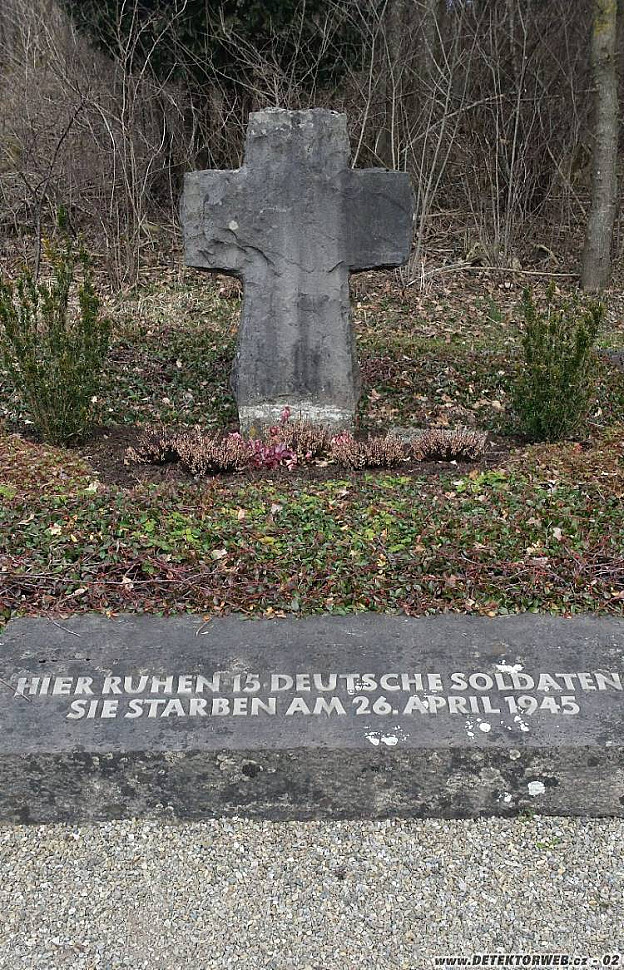 HIER RUHEN 15 DEUTSCHE SOLDATEN
SIE STARBEN AM 26. APRIL 1945
WWW.DETEKTORWEB.cz - 02